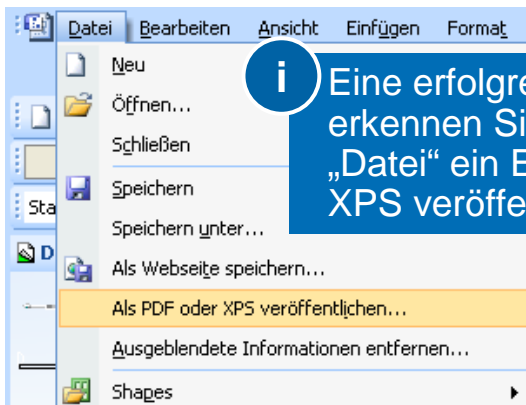 Datei Bearbeiten Ansicht Einfügen Format
Neu
Öffnen...
Schließen
Speichern
Speichern unter...
Als Webseite speichern...
Als PDF oder XPS veröffentlichen...
Ausgeblendete Informationen entfernen...
Shapes
i
Eine erfolgre
erkennen Si
„Datei“ ein E
XPS veröffe
Sta
D